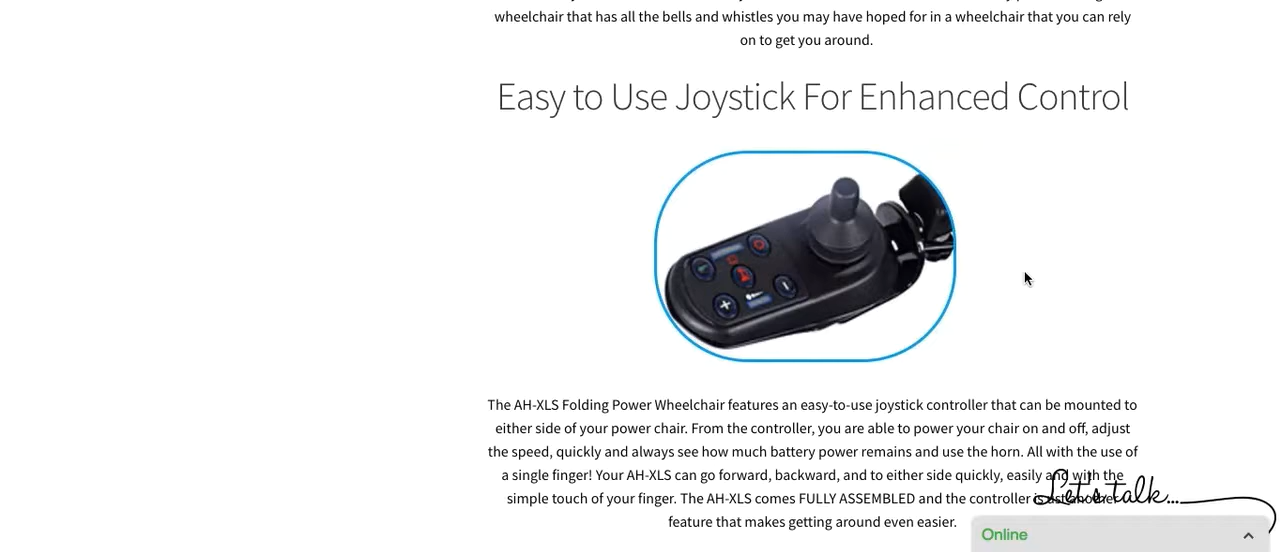 wheelchair that has all the bells and whistles you may have hoped for in a wheelchair that you can rely
on to get you around.
Easy to Use Joystick For Enhanced Control
The AH-XLS Folding Power Wheelchair features an easy-to-use joystick controller that can be mounted to
either side of your power chair. From the controller, you are able to power your chair on and off, adjust
the speed, quickly and always see how much battery power remains and use the horn. All with the use of
a single finger! Your AH-XLS can go forward, backward, and to either side quickly, easily and with the
simple touch of your finger. The AH-XLS comes FULLY ASSEMBLED and the controller
Let's talk...
feature that makes getting around even easier.
Online